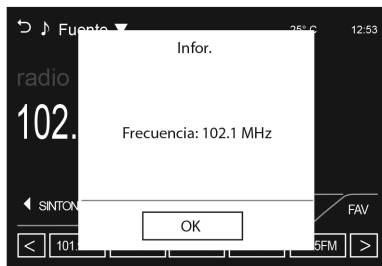 Fuente ▼ 25° C 12:53
Infor.
radio
102.
Frecuencia: 102.1 MHz
SINTON
FAV
OK
< 101. 5FM >